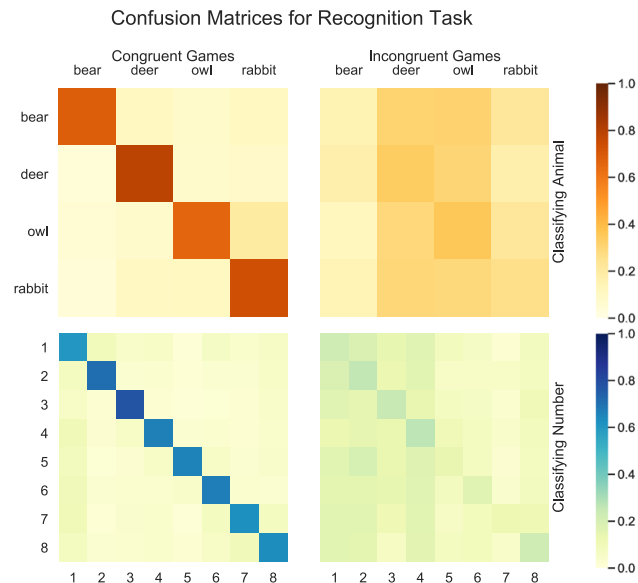 Confusion Matrices for Recognition Task
Congruent Games
Incongruent Games
bear deer owl rabbit
bear deer owl rabbit
bear
deer
owl
rabbit
Classifying Animal
1.0
0.8
0.6
0.4
0.2
0.0
1
2
3
4
5
6
7
8
Classifying Number
1.0
0.8
0.6
0.4
0.2
0.0
1 2 3 4 5 6 7 8
1 2 3 4 5 6 7 8